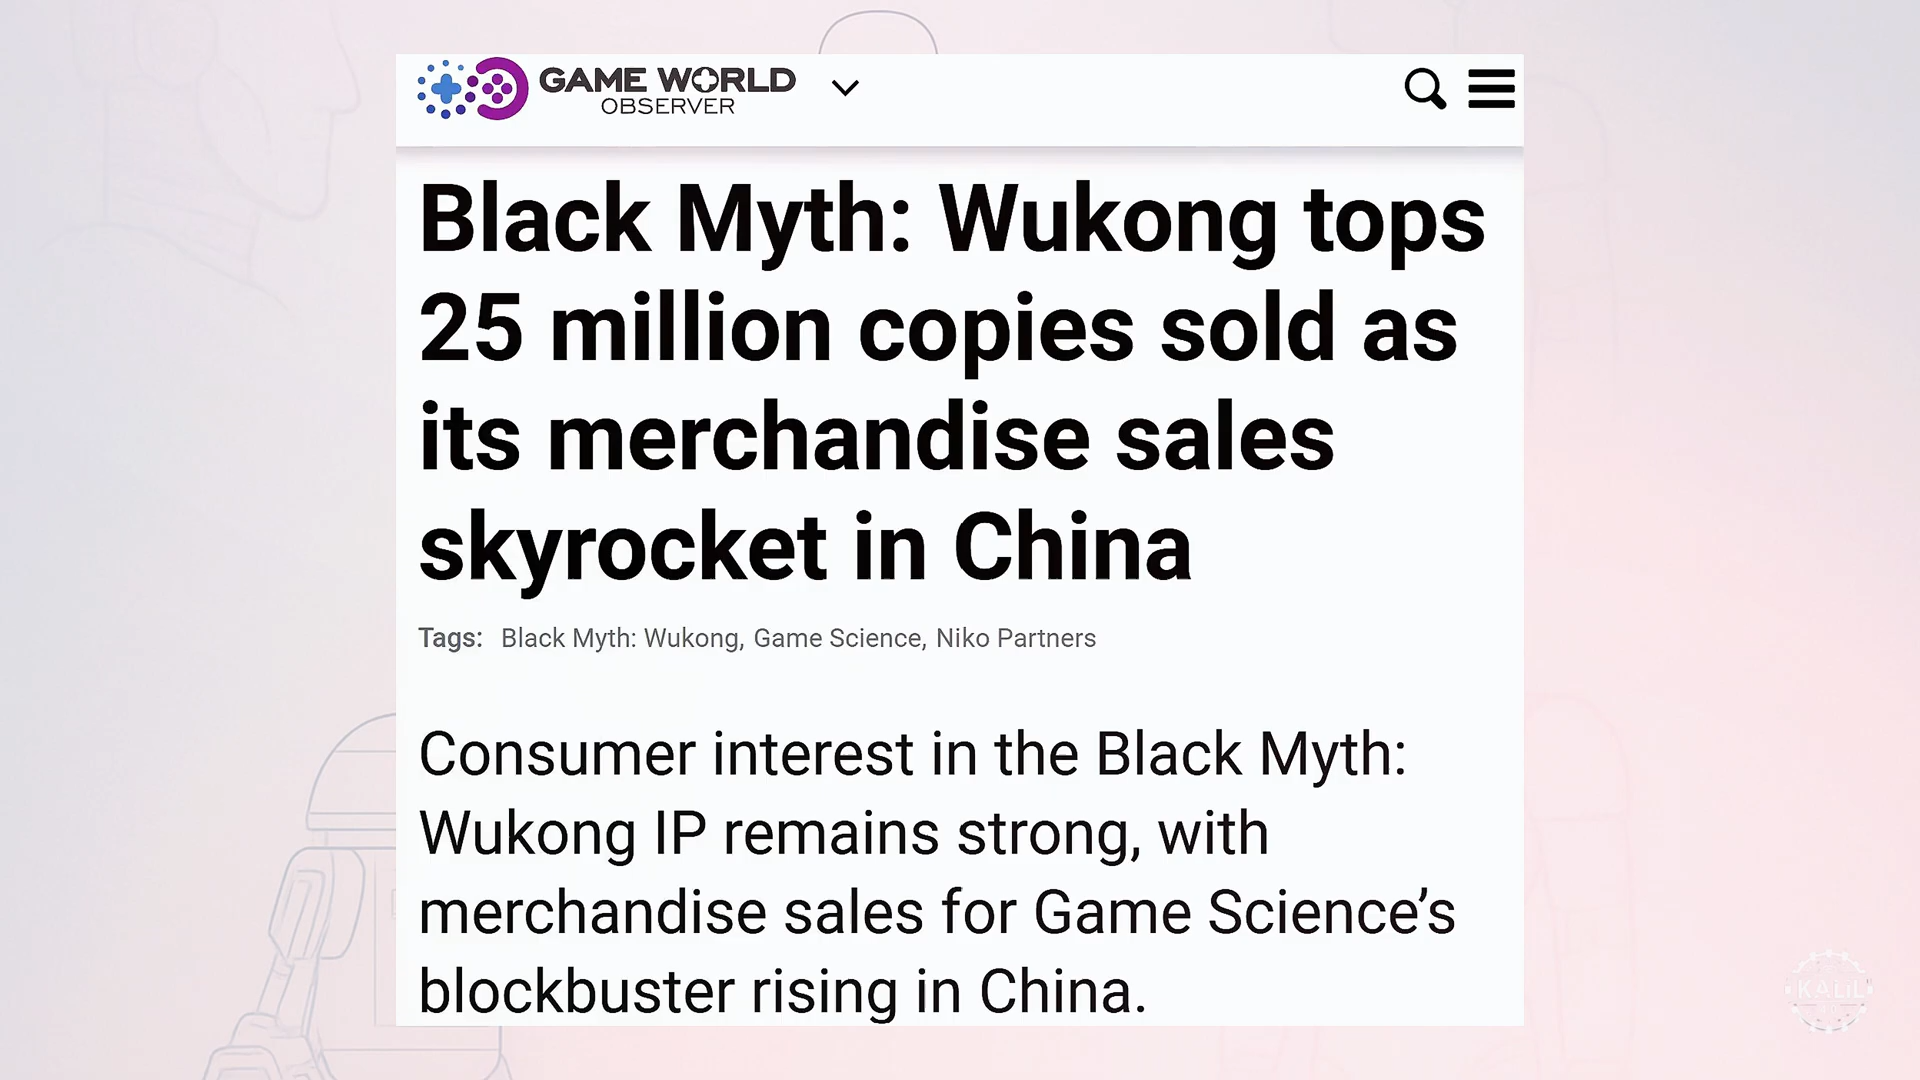 GAME WORLD
OBSERVER
Black Myth: Wukong tops
25 million copies sold as
its merchandise sales
skyrocket in China
Tags: Black Myth: Wukong, Game Science, Niko Partners
Consumer interest in the Black Myth:
Wukong IP remains strong, with
merchandise sales for Game Science’s
blockbuster rising in China.
KALIL